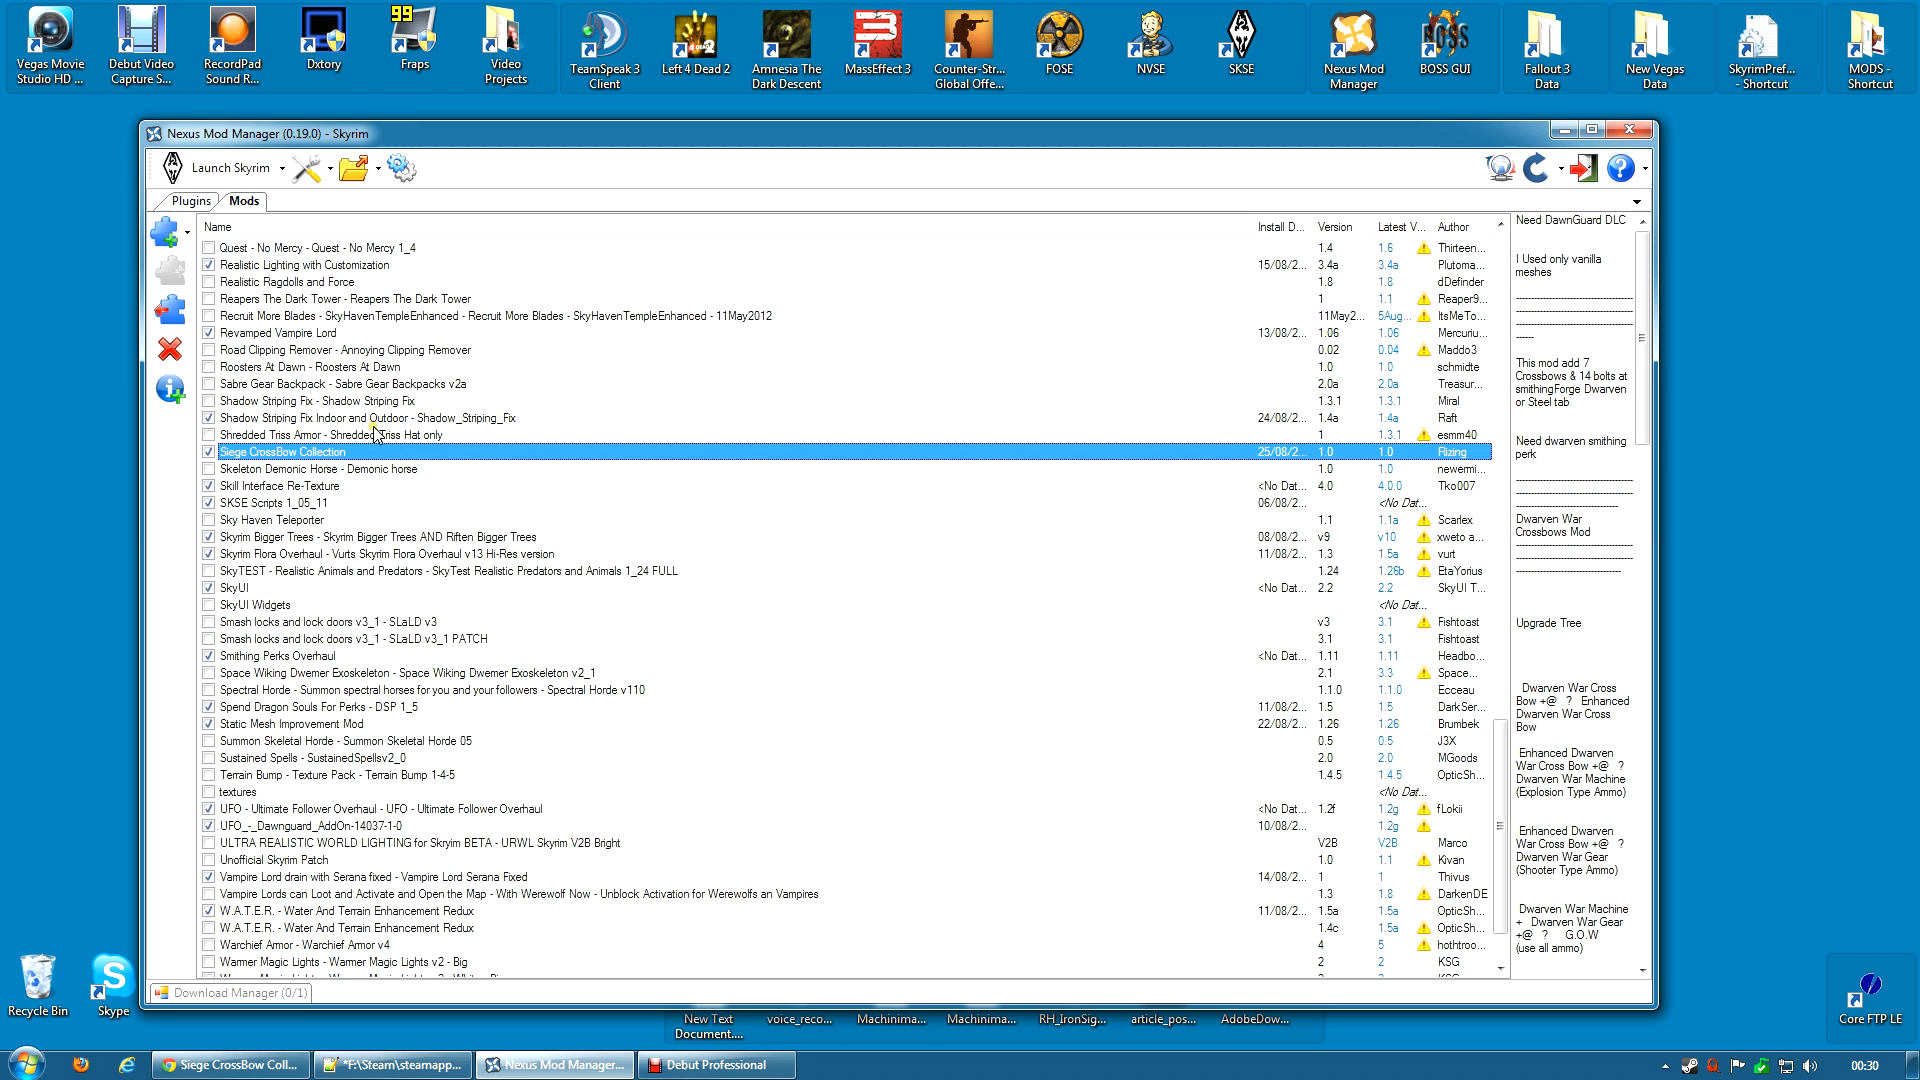 Vegas Movie
Studio HD ...
Debut Video
Capture S...
RecordPad
Sound R...
Dxtory
99
Fraps
Video
Projects
TeamSpeak 3
Client
Left 4 Dead 2
Amnesia The
Dark Descent
MassEffect 3
Counter-Str...
Global Offe...
FOSE
NVSE
SKSE
Nexus Mod
Manager
BOSS GUI
Fallout 3
Data
New Vegas
Data
SkyrimPref...
- Shortcut
MODS -
Shortcut
Nexus Mod Manager (0.19.0) - Skyrim
Launch Skyrim
Plugins Mods
Name Install D... Version Latest V... Author
Quest - No Mercy - Quest - No Mercy 1_4 1.4 1.6 Thirteen...
Realistic Lighting with Customization 15/08/2... 3.4a 3.4a Plutoma...
Realistic Ragdolls and Force 1.8 1.8 dDefinder
Reapers The Dark Tower - Reapers The Dark Tower 1 1.1 Reaper9...
Recruit More Blades - SkyHavenTempleEnhanced - Recruit More Blades - SkyHavenTempleEnhanced - 11May2012 11May2... 5Aug... ItsMeTo...
Revamped Vampire Lord 13/08/2... 1.06 1.06 Mercuriu...
Road Clipping Remover - Annoying Clipping Remover 0.02 0.04 Maddo3
Roosters At Dawn - Roosters At Dawn 1.0 1.0 schmidte
Sabre Gear Backpack - Sabre Gear Backpacks v2a 2.0a 2.0a Treasur...
Shadow Striping Fix - Shadow Striping Fix 1.3.1 1.3.1 Miral
Shadow Striping Fix Indoor and Outdoor - Shadow_Striping_Fix 24/08/2... 1.4a 1.4a Raft
Shredded Triss Armor - Shredded Triss Hat only 1 1.3.1 esmm40
Siege CrossBow Collection 25/08/2... 1.0 1.0 Rizing
Skeleton Demonic Horse - Demonic horse 1.0 1.0 newermi...
Skill Interface Re-Texture <No Dat... 4.0 4.0.0 Tko007
SKSE Scripts 1_05_11 06/08/2... <No Dat...
Sky Haven Teleporter 1.1 1.1a Scarlex
Skyrim Bigger Trees - Skyrim Bigger Trees AND Riften Bigger Trees 08/08/2... v9 v10 xweto a...
Skyrim Flora Overhaul - Vurts Skyrim Flora Overhaul v13 Hi-Res version 11/08/2... 1.3 1.5a vurt
SkyTEST - Realistic Animals and Predators - SkyTest Realistic Predators and Animals 1_24 FULL 1.24 1.26b EtaYorius
SkyUI <No Dat... 2.2 2.2 SkyUI T...
SkyUI Widgets <No Dat...
Smash locks and lock doors v3_1 - SLaLD v3 v3 3.1 Fishtoast
Smash locks and lock doors v3_1 - SLaLD v3_1 PATCH 3.1 3.1 Fishtoast
Smithing Perks Overhaul <No Dat... 1.11 1.11 Headbo...
Space Wiking Dwemer Exoskeleton - Space Wiking Dwemer Exoskeleton v2_1 2.1 3.3 Space...
Spectral Horde - Summon spectral horses for you and your followers - Spectral Horde v110 1.1.0 1.1.0 Ecceau
Spend Dragon Souls For Perks - DSP 1_5 11/08/2... 1.5 1.5 DarkSer...
Static Mesh Improvement Mod 22/08/2... 1.26 1.26 Brumbek
Summon Skeletal Horde - Summon Skeletal Horde 05 0.5 0.5 J3X
Sustained Spells - SustainedSpellsv2_0 2.0 2.0 MGoods
Terrain Bump - Texture Pack - Terrain Bump 1-4-5 1.4.5 1.4.5 OpticSh...
textures <No Dat...
UFO - Ultimate Follower Overhaul - UFO - Ultimate Follower Overhaul <No Dat... 1.2f 1.2g fLokii
UFO_-_Dawnguard_AddOn-14037-1-0 10/08/2... 1.2g
ULTRA REALISTIC WORLD LIGHTING for Skryim BETA - URWL Skyrim V2B Bright V2B V2B Marco
Unofficial Skyrim Patch 1.0 1.1 Kivan
Vampire Lord drain with Serana fixed - Vampire Lord Serana Fixed 14/08/2... 1 1 Thivus
Vampire Lords can Loot and Activate and Open the Map - With Werewolf Now - Unblock Activation for Werewolfs an Vampires 1.3 1.8 DarkenDE
W.A.T.E.R. - Water And Terrain Enhancement Redux 11/08/2... 1.5a 1.5a OpticSh...
W.A.T.E.R. - Water And Terrain Enhancement Redux 1.4c 1.5a OpticSh...
Warchief Armor - Warchief Armor v4 4 5 hothtroo...
Warmer Magic Lights - Warmer Magic Lights v2 - Big 2 2 KSG
Need DawnGuard DLC
I Used only vanilla
meshes
This mod add 7
Crossbows & 14 bolts at
smithingForge Dwarven
or Steel tab
Need dwarven smithing
perk
Dwarven War
Crossbows Mod
Upgrade Tree
Dwarven War Cross
Bow +@ ? Enhanced
Dwarven War Cross
Bow
Enhanced Dwarven
War Cross Bow +@ ?
Dwarven War Machine
(Explosion Type Ammo)
Enhanced Dwarven
War Cross Bow +@ ?
Dwarven War Gear
(Shooter Type Ammo)
Dwarven War Machine
+ Dwarven War Gear
+@ ? G.O.W
(use all ammo)
Download Manager (0/1)
Recycle Bin
Skype
New Text
Document....
voice_reco...
Machinima...
Machinima...
RH_IronSig...
article_pos...
AdobeDow...
Core FTP LE
Siege CrossBow Coll...
*F:\Steam\steamapp...
Nexus Mod Manager...
Debut Professional
00:30